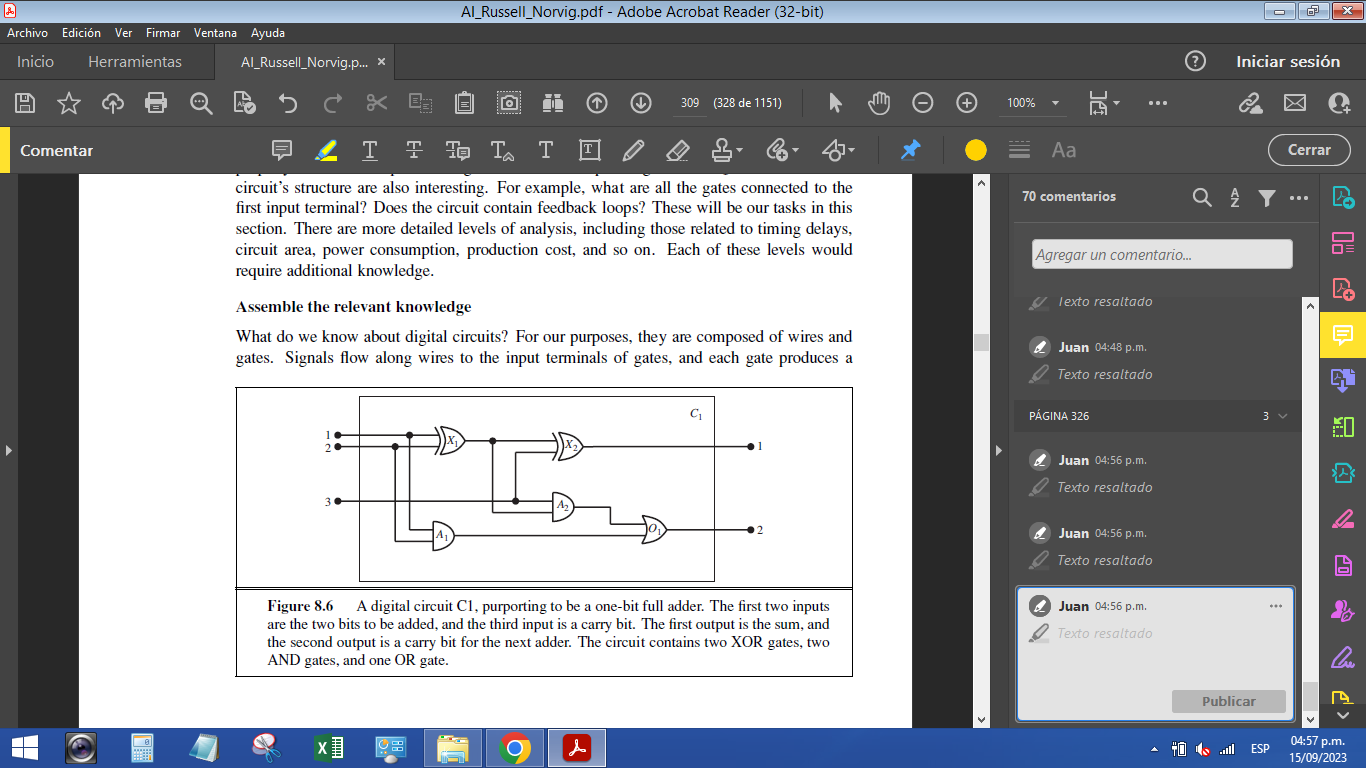 AI_Russell_Norvig.pdf - Adobe Acrobat Reader (32-bit)
Archivo Edición Ver Firmar Ventana Ayuda
Inicio Herramientas AI_Russell_Norvig.p... × ? Iniciar sesión
309 (328 de 1151) 100%
Comentar Aa Cerrar
circuit's structure are also interesting. For example, what are all the gates connected to the
first input terminal? Does the circuit contain feedback loops? These will be our tasks in this
section. There are more detailed levels of analysis, including those related to timing delays,
circuit area, power consumption, production cost, and so on. Each of these levels would
require additional knowledge.
Assemble the relevant knowledge
What do we know about digital circuits? For our purposes, they are composed of wires and
gates. Signals flow along wires to the input terminals of gates, and each gate produces a
C1
1
2
3
X1
X2
A2
A1
O1
1
2
Figure 8.6 A digital circuit C1, purporting to be a one-bit full adder. The first two inputs
are the two bits to be added, and the third input is a carry bit. The first output is the sum, and
the second output is a carry bit for the next adder. The circuit contains two XOR gates, two
AND gates, and one OR gate.
70 comentarios
Agregar un comentario...
Texto resaltado
Juan 04:48 p.m.
Texto resaltado
PÁGINA 326 3
Juan 04:56 p.m.
Texto resaltado
Juan 04:56 p.m.
Texto resaltado
Juan 04:56 p.m.
Texto resaltado
Publicar
ESP
04:57 p.m.
15/09/2023